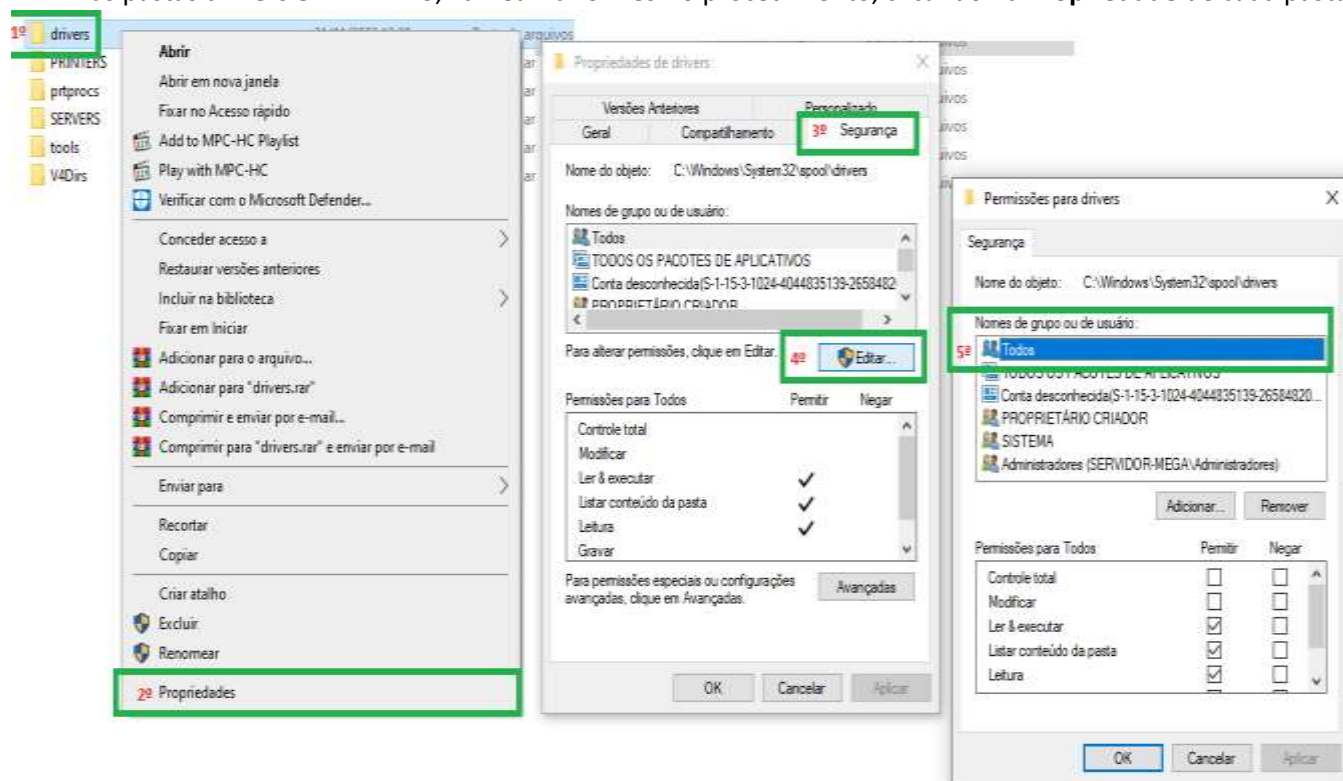 1º drivers
PRINTERS
prtprocs
SERVERS
tools
V4Dirs
Abrir
Abrir em nova janela
Fixar no Acesso rápido
Add to MPC-HC Playlist
Play with MPC-HC
Verificar com o Microsoft Defender...
Conceder acesso a
Restaurar versões anteriores
Incluir na biblioteca
Fixar em Iniciar
Adicionar para o arquivo...
Adicionar para "drivers.rar"
Comprimir e enviar por e-mail...
Comprimir para "drivers.rar" e enviar por e-mail
Enviar para
Recortar
Copiar
Criar atalho
Excluir
Renomear
2º Propriedades
Propriedades de drivers
Versões Anteriores Personalizado
Geral Compartilhamento 3º Segurança
Nome do objeto: C:\Windows\System32\spool\drivers
Nomes de grupo ou de usuário:
Todos
TODOS OS PACOTES DE APLICATIVOS
Conta desconhecida(S-1-15-3-1024-4044835139-2658482
PROPRIETÁRIO CRIADOR
Para alterar permissões, clique em Editar. 4º Editar...
Permissões para Todos Permitir Negar
Controle total
Modificar
Ler & executar
Listar conteúdo da pasta
Leitura
Gravar
Para permissões especiais ou configurações
avançadas, clique em Avançadas. Avançadas
OK Cancelar Aplicar
Permissões para drivers
Segurança
Nome do objeto: C:\Windows\System32\spool\drivers
Nomes de grupo ou de usuário:
5º Todos
TODOS OS PACOTES DE APLICATIVOS
Conta desconhecida(S-1-15-3-1024-4044835139-26584820...
PROPRIETÁRIO CRIADOR
SISTEMA
Administradores (SERVIDOR-MEGA\Administradores)
Adicionar... Remover
Permissões para Todos Permitir Negar
Controle total
Modificar
Ler & executar
Listar conteúdo da pasta
Leitura
OK Cancelar Aplicar